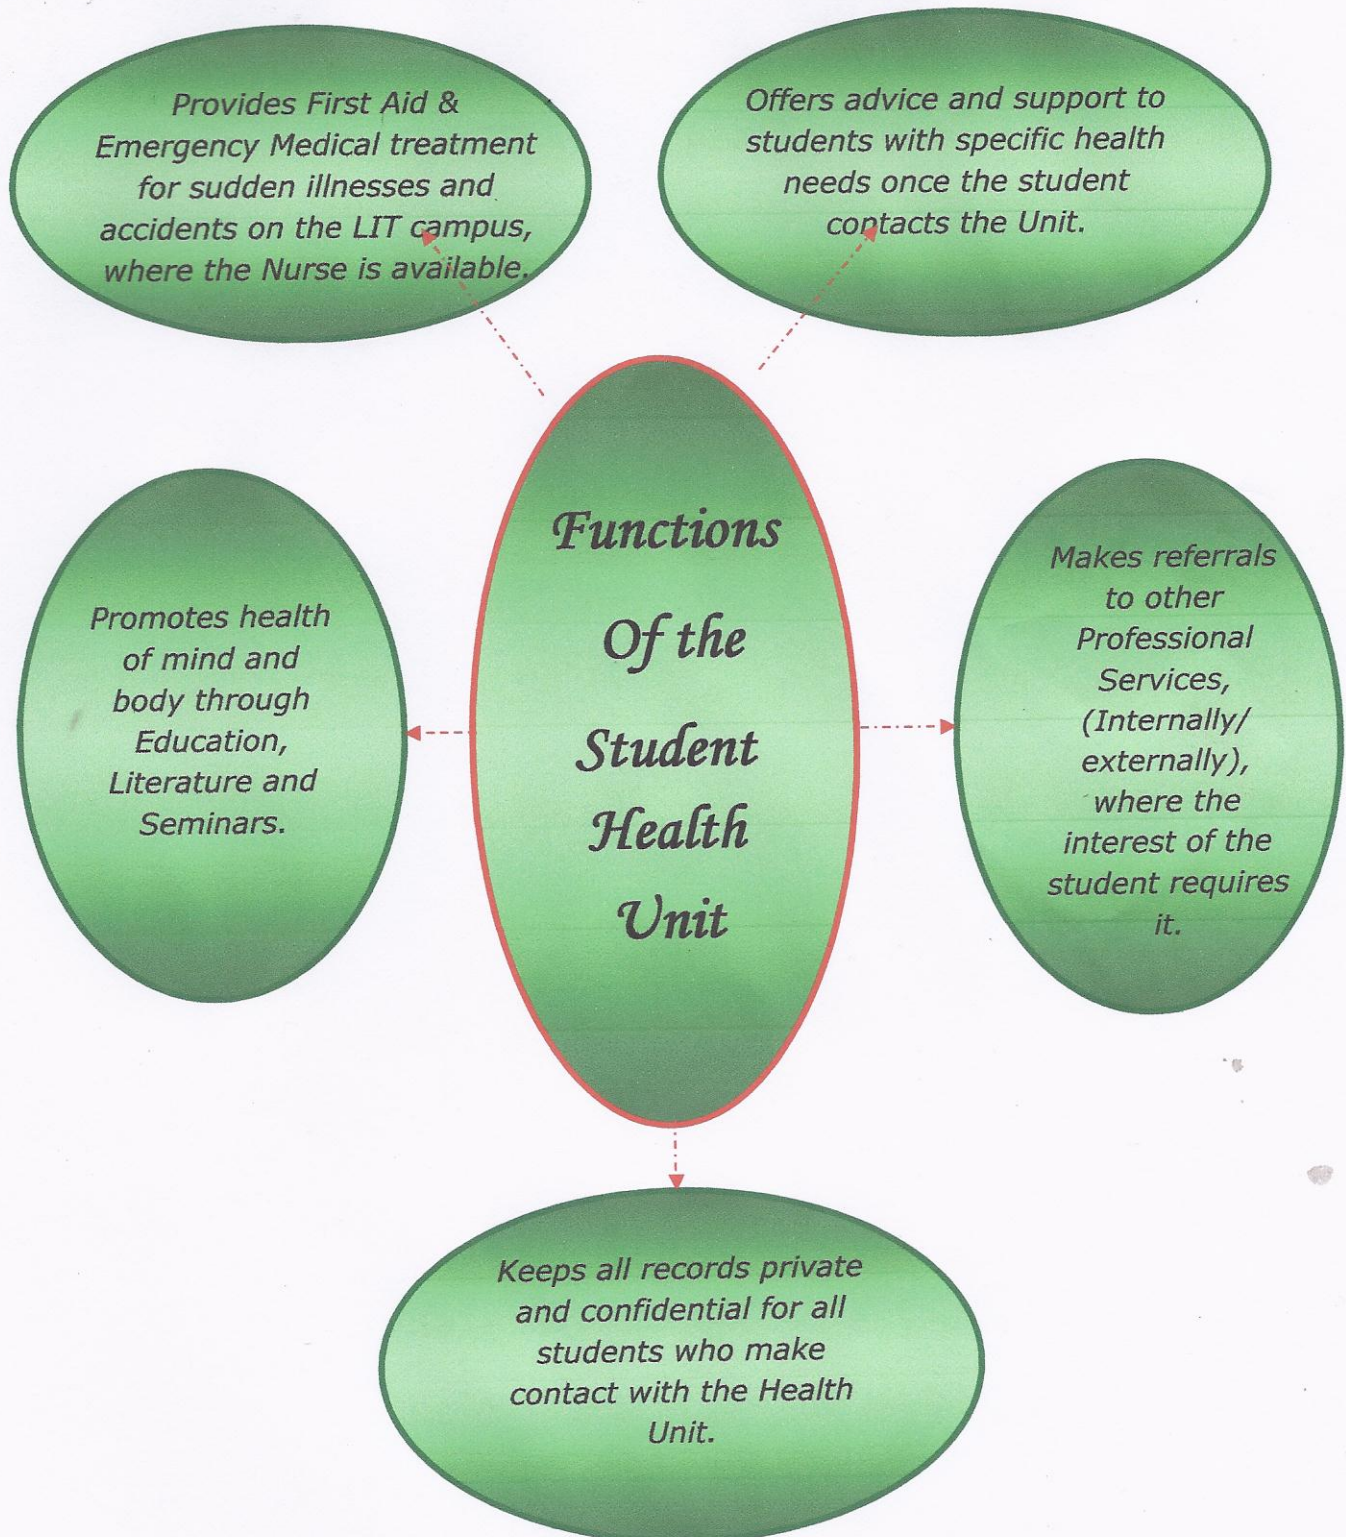 Provides First Aid &
Emergency Medical treatment
for sudden illnesses and
accidents on the LIT campus,
where the Nurse is available.
Offers advice and support to
students with specific health
needs once the student
contacts the Unit.
Functions
Of the
Student
Health
Unit
Promotes health
of mind and
body through
Education,
Literature and
Seminars.
Makes referrals
to other
Professional
Services,
(Internally/
externally),
where the
interest of the
student requires
it.
Keeps all records private
and confidential for all
students who make
contact with the Health
Unit.